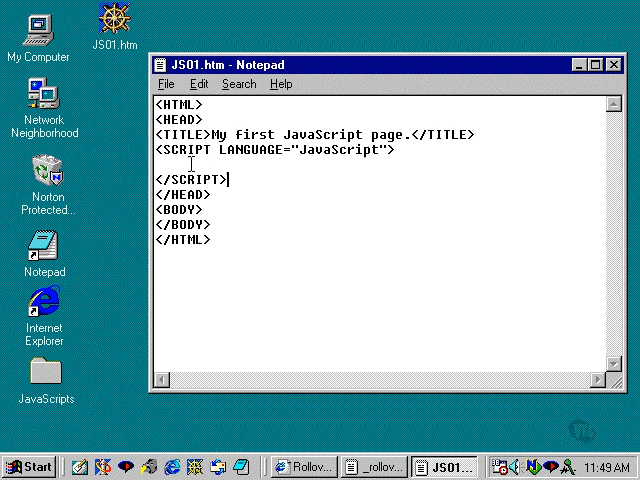 My Computer
JS01.htm
Network
Neighborhood
Norton
Protected...
Notepad
Internet
Explorer
JavaScripts
JS01.htm - Notepad
File Edit Search Help
<HTML>
<HEAD>
<TITLE>My first JavaScript page.</TITLE>
<SCRIPT LANGUAGE="JavaScript">
</SCRIPT>
</HEAD>
<BODY>
</BODY>
</HTML>
Start
Rollov...
_rollov...
JS01...
11:49 AM